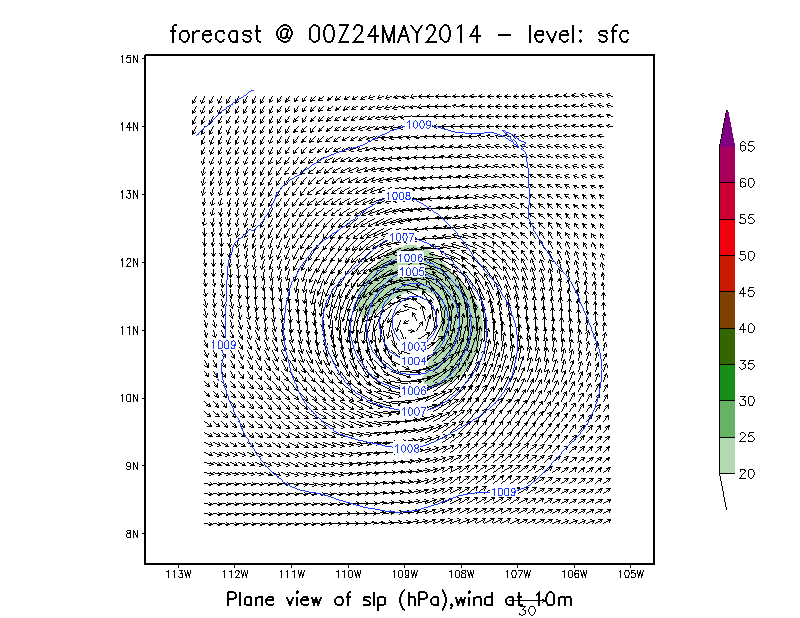 forecast @ 00Z24MAY2014 – level: sfc
15N
14N
13N
12N
11N
10N
9N
8N
1009
1008
1007
1006
1005
1003
1004
1006
1007
1008
1009
1009
65
60
55
50
45
40
35
30
25
20
113W 112W 111W 110W 109W 108W 107W 106W 105W
Plane view of slp (hPa),wind at 10m
30